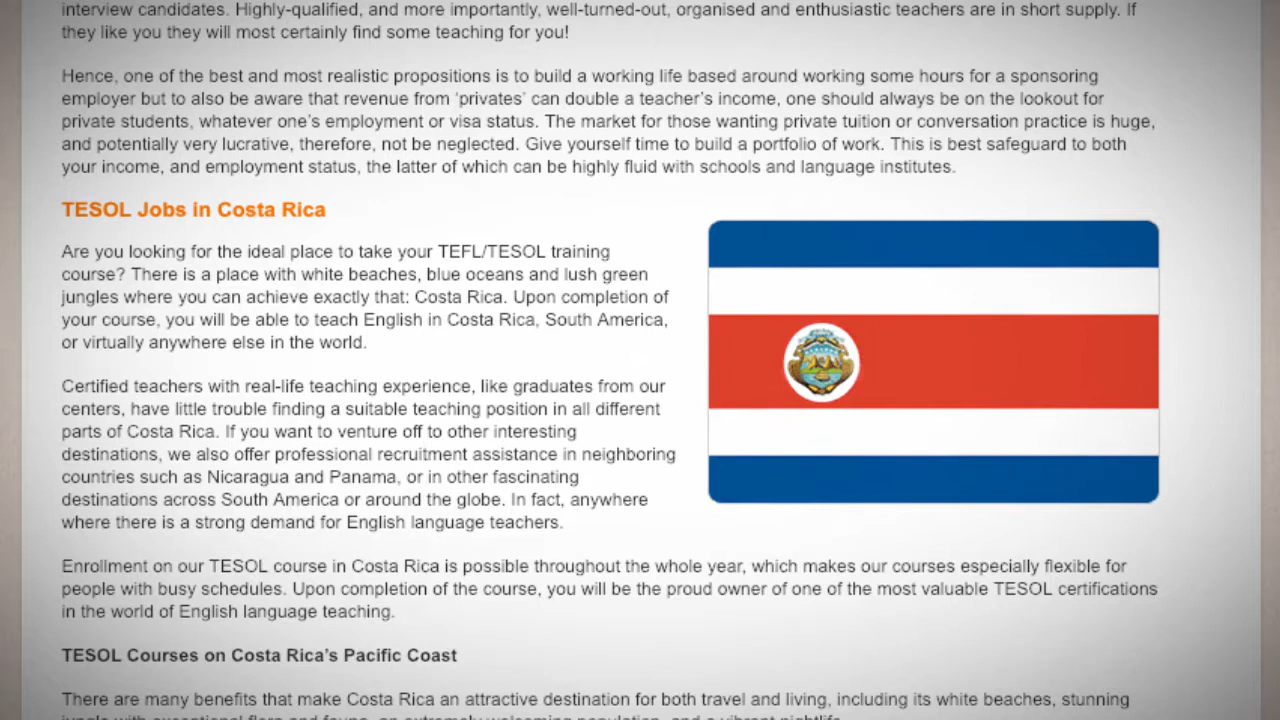 interview candidates. Highly-qualified, and more importantly, well-turned-out, organised and enthusiastic teachers are in short supply. If
they like you they will most certainly find some teaching for you!
Hence, one of the best and most realistic propositions is to build a working life based around working some hours for a sponsoring
employer but to also be aware that revenue from ‘privates’ can double a teacher’s income, one should always be on the lookout for
private students, whatever one’s employment or visa status. The market for those wanting private tuition or conversation practice is huge,
and potentially very lucrative, therefore, not be neglected. Give yourself time to build a portfolio of work. This is best safeguard to both
your income, and employment status, the latter of which can be highly fluid with schools and language institutes.
TESOL Jobs in Costa Rica
Are you looking for the ideal place to take your TEFL/TESOL training
course? There is a place with white beaches, blue oceans and lush green
jungles where you can achieve exactly that: Costa Rica. Upon completion of
your course, you will be able to teach English in Costa Rica, South America,
or virtually anywhere else in the world.
Certified teachers with real-life teaching experience, like graduates from our
centers, have little trouble finding a suitable teaching position in all different
parts of Costa Rica. If you want to venture off to other interesting
destinations, we also offer professional recruitment assistance in neighboring
countries such as Nicaragua and Panama, or in other fascinating
destinations across South America or around the globe. In fact, anywhere
where there is a strong demand for English language teachers.
Enrollment on our TESOL course in Costa Rica is possible throughout the whole year, which makes our courses especially flexible for
people with busy schedules. Upon completion of the course, you will be the proud owner of one of the most valuable TESOL certifications
in the world of English language teaching.
TESOL Courses on Costa Rica’s Pacific Coast
There are many benefits that make Costa Rica an attractive destination for both travel and living, including its white beaches, stunning
jungle with exceptional flora and fauna, an extremely welcoming population, and a vibrant nightlife.